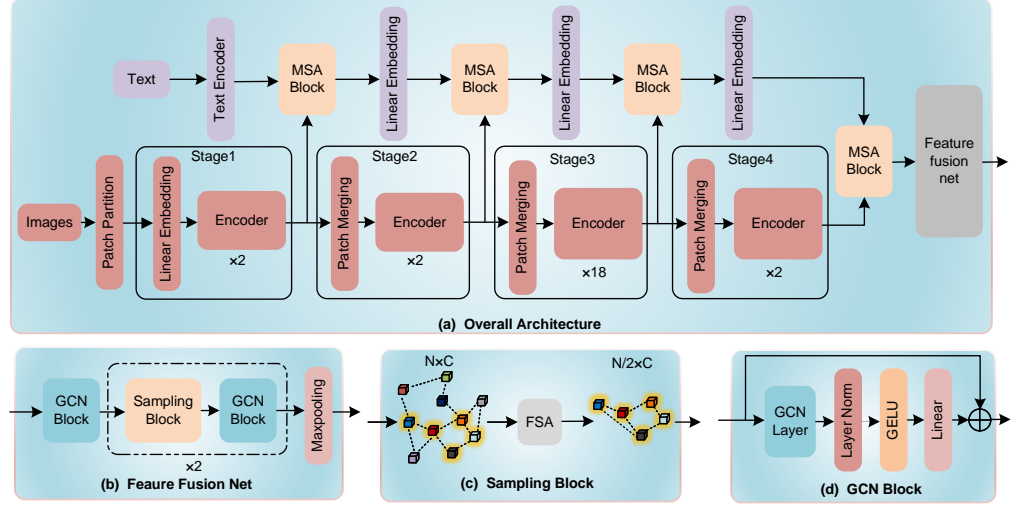 Text
Text Encoder
MSA
Block
Linear Embedding
MSA
Block
Linear Embedding
MSA
Block
Linear Embedding
MSA
Block
Feature
fusion
net
Images
Patch Partition
Stage1
Linear Embedding
Encoder
×2
Stage2
Patch Merging
Encoder
×2
Stage3
Patch Merging
Encoder
×18
Stage4
Patch Merging
Encoder
×2
(a) Overall Architecture
GCN
Block
Sampling
Block
GCN
Block
×2
Maxpooling
(b) Feaure Fusion Net
N×C
FSA
N/2×C
(c) Sampling Block
GCN
Layer
Layer Norm
GELU
Linear
(d) GCN Block